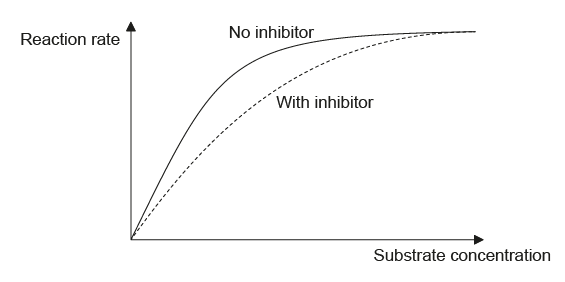 No inhibitor
Reaction rate
With inhibitor
Substrate concentration